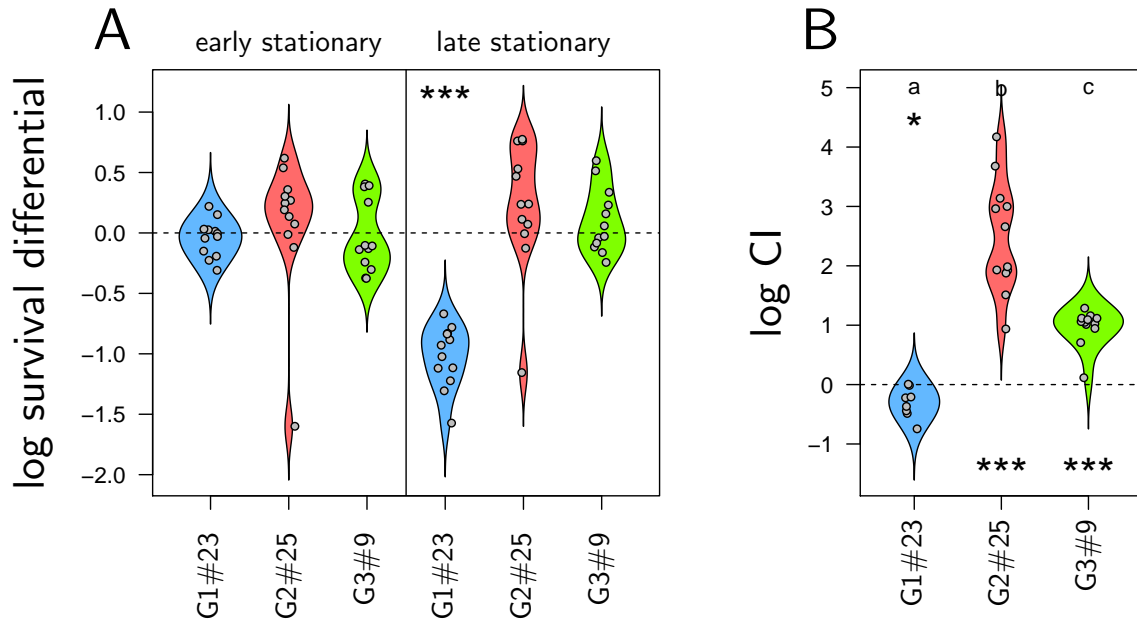 A
early stationary
late stationary
log survival differential
1.0
0.5
0.0
−0.5
−1.0
−1.5
−2.0
***
G1#23
G2#25
G3#9
G1#23
G2#25
G3#9
B
log CI
5
4
3
2
1
0
−1
a
b
c
*
***
***
G1#23
G2#25
G3#9